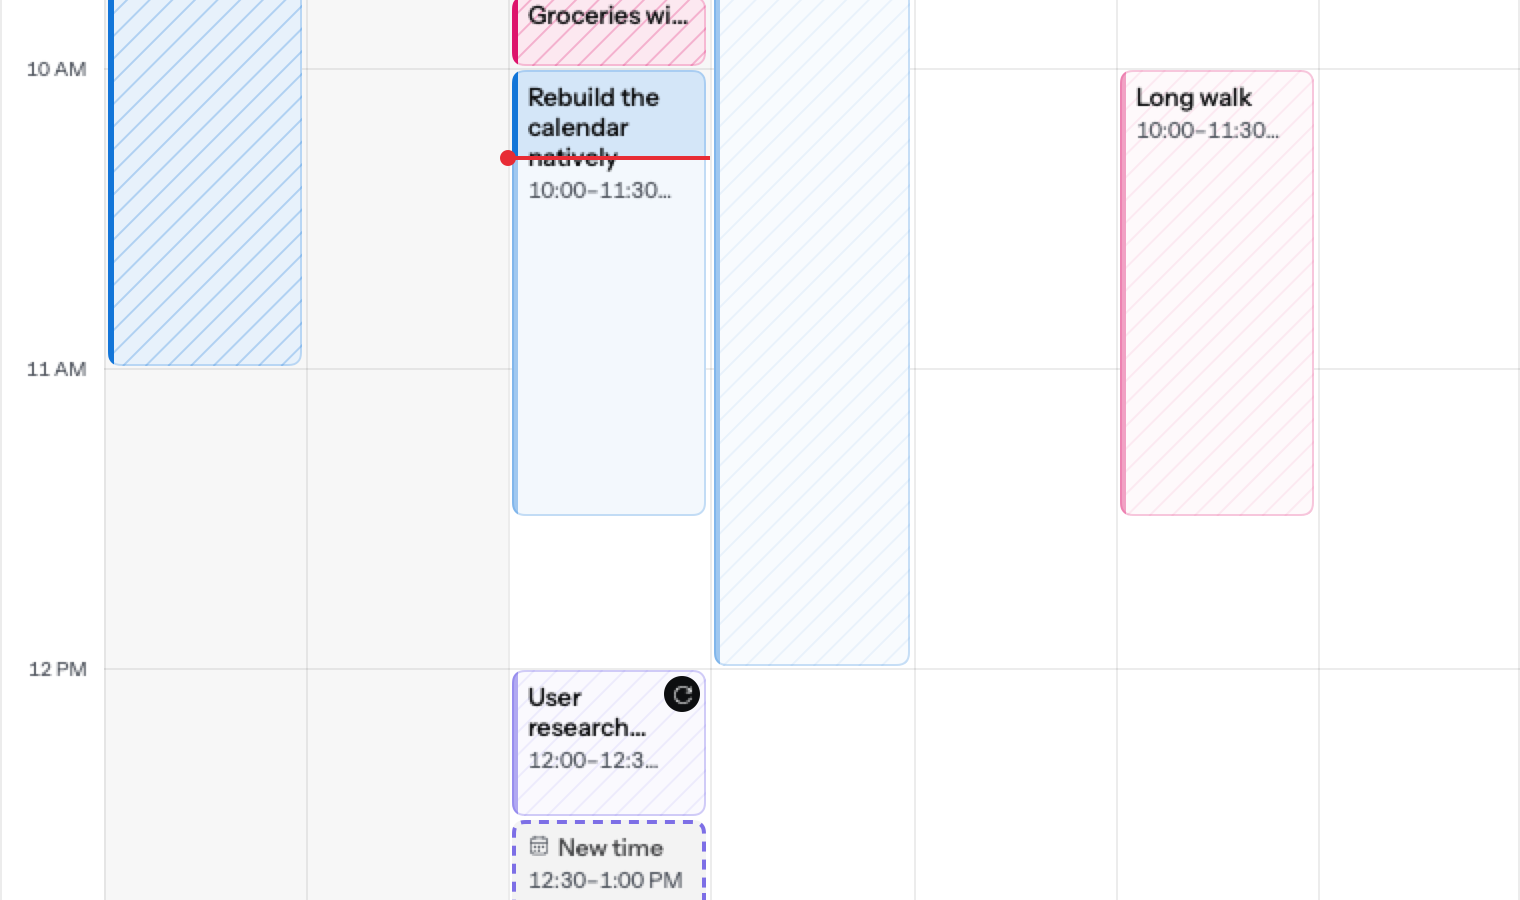 Groceries wi...
10 AM
Rebuild the
calendar
natively
10:00–11:30...
Long walk
10:00–11:30...
11 AM
12 PM
User
research...
12:00–12:3...
New time
12:30–1:00 PM